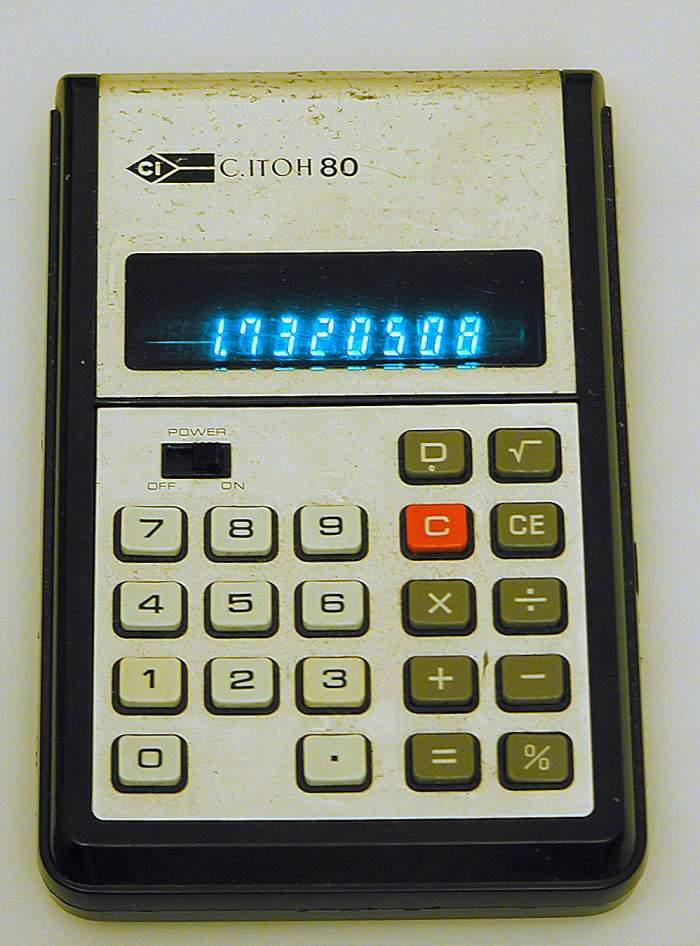 CI C.ITOH 80
1.7320508
POWER
OFF ON
D √
7 8 9 C CE
4 5 6 × ÷
1 2 3 + −
0 . = %